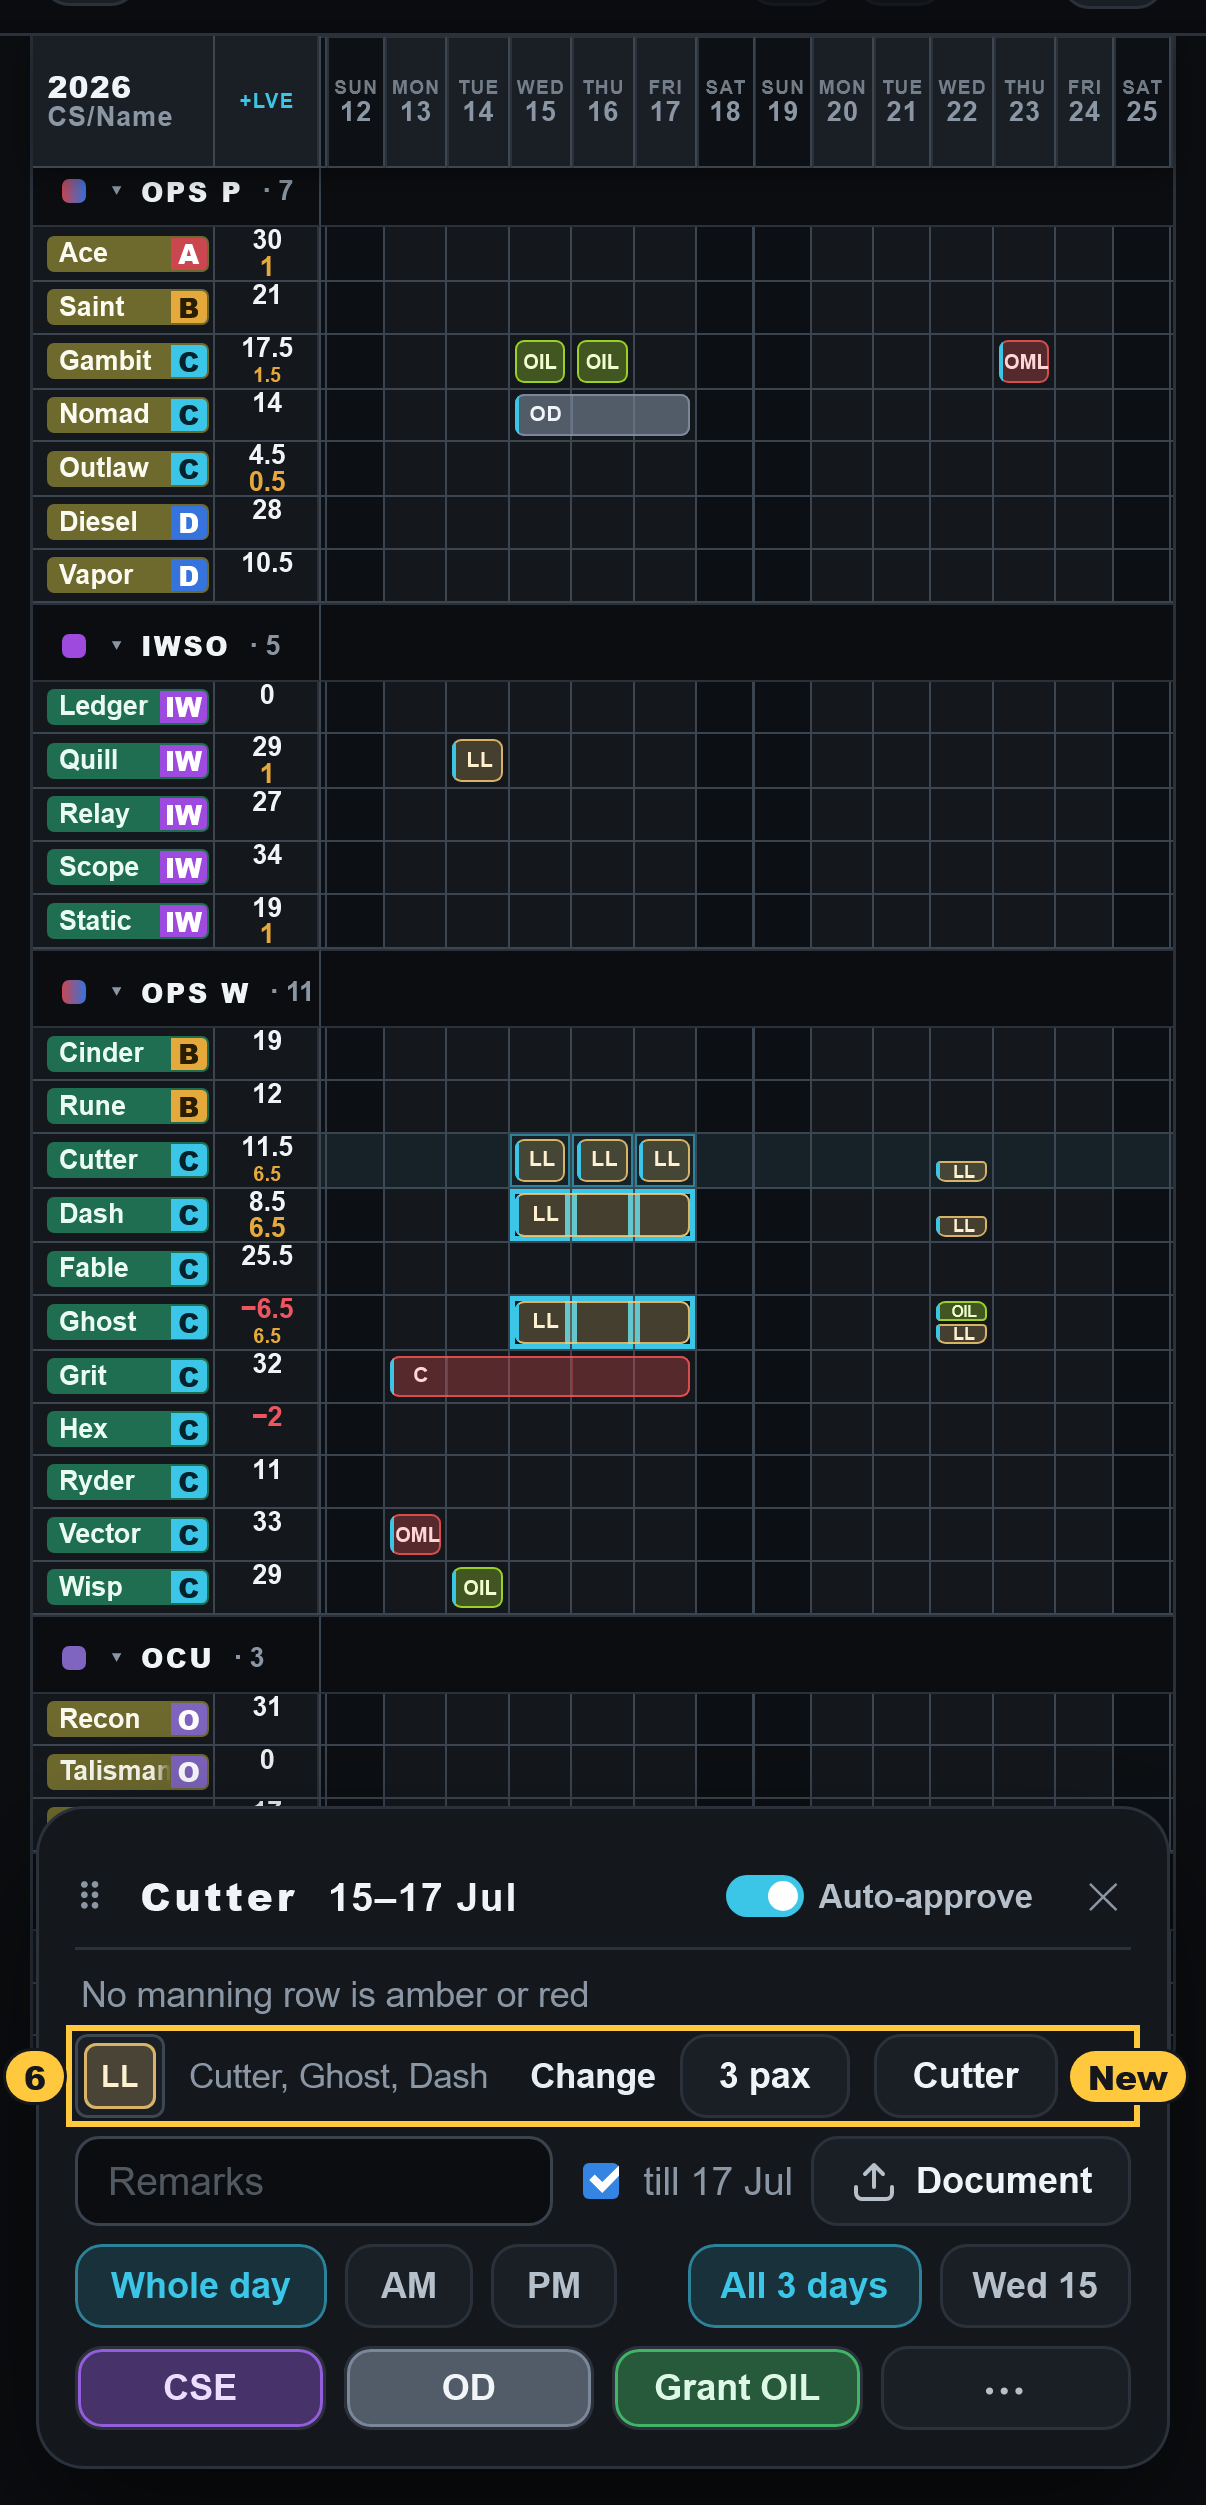 2026
CS/Name
+LVE
SUN 12
MON 13
TUE 14
WED 15
THU 16
FRI 17
SAT 18
SUN 19
MON 20
TUE 21
WED 22
THU 23
FRI 24
SAT 25
▼ OPS P · 7
Ace A 30 1
Saint B 21
Gambit C 17.5 1.5 OIL OIL OML
Nomad C 14 OD
Outlaw C 4.5 0.5
Diesel D 28
Vapor D 10.5
▼ IWSO · 5
Ledger IW 0
Quill IW 29 1 LL
Relay IW 27
Scope IW 34
Static IW 19 1
▼ OPS W · 11
Cinder B 19
Rune B 12
Cutter C 11.5 6.5 LL LL LL LL
Dash C 8.5 6.5 LL LL
Fable C 25.5
Ghost C −6.5 6.5 LL OIL LL
Grit C 32 C
Hex C −2
Ryder C 11
Vector C 33 OML
Wisp C 29 OIL
▼ OCU · 3
Recon O 31
Talisman O 0
Cutter 15–17 Jul Auto-approve
No manning row is amber or red
6 LL Cutter, Ghost, Dash Change 3 pax Cutter New
Remarks till 17 Jul Document
Whole day AM PM All 3 days Wed 15
CSE OD Grant OIL ...